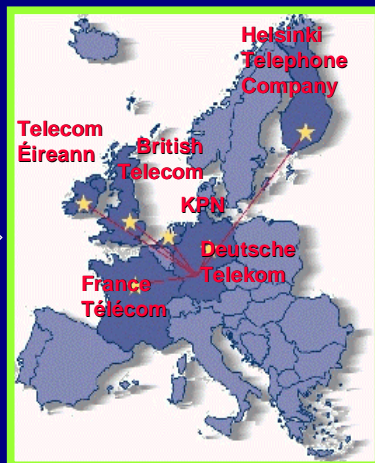 Helsinki
Telephone
Company
Telecom
Éireann
British
Telecom
KPN
Deutsche
Telekom
France
Télécom